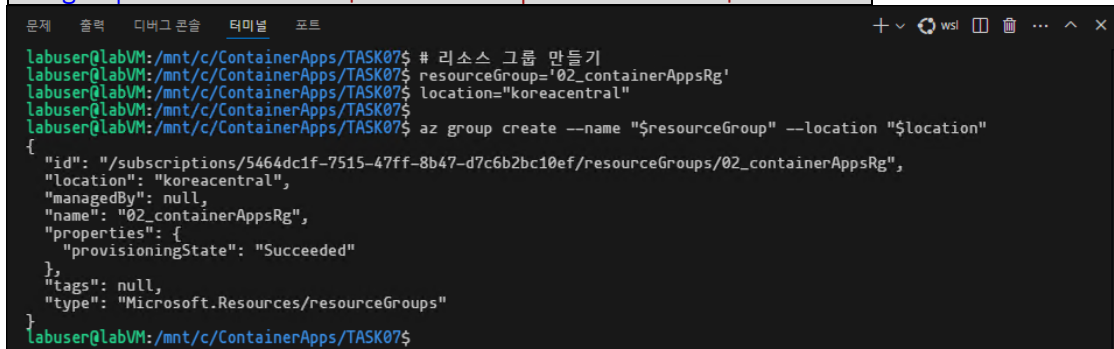 문제 출력 디버그 콘솔 터미널 포트 wsl
labuser@labVM:/mnt/c/ContainerApps/TASK07$ # 리소스 그룹 만들기
labuser@labVM:/mnt/c/ContainerApps/TASK07$ resourceGroup='02_containerAppsRg'
labuser@labVM:/mnt/c/ContainerApps/TASK07$ location="koreacentral"
labuser@labVM:/mnt/c/ContainerApps/TASK07$
labuser@labVM:/mnt/c/ContainerApps/TASK07$ az group create --name "$resourceGroup" --location "$location"
{
  "id": "/subscriptions/5464dc1f-7515-47ff-8b47-d7c6b2bc10ef/resourceGroups/02_containerAppsRg",
  "location": "koreacentral",
  "managedBy": null,
  "name": "02_containerAppsRg",
  "properties": {
    "provisioningState": "Succeeded"
  },
  "tags": null,
  "type": "Microsoft.Resources/resourceGroups"
}
labuser@labVM:/mnt/c/ContainerApps/TASK07$